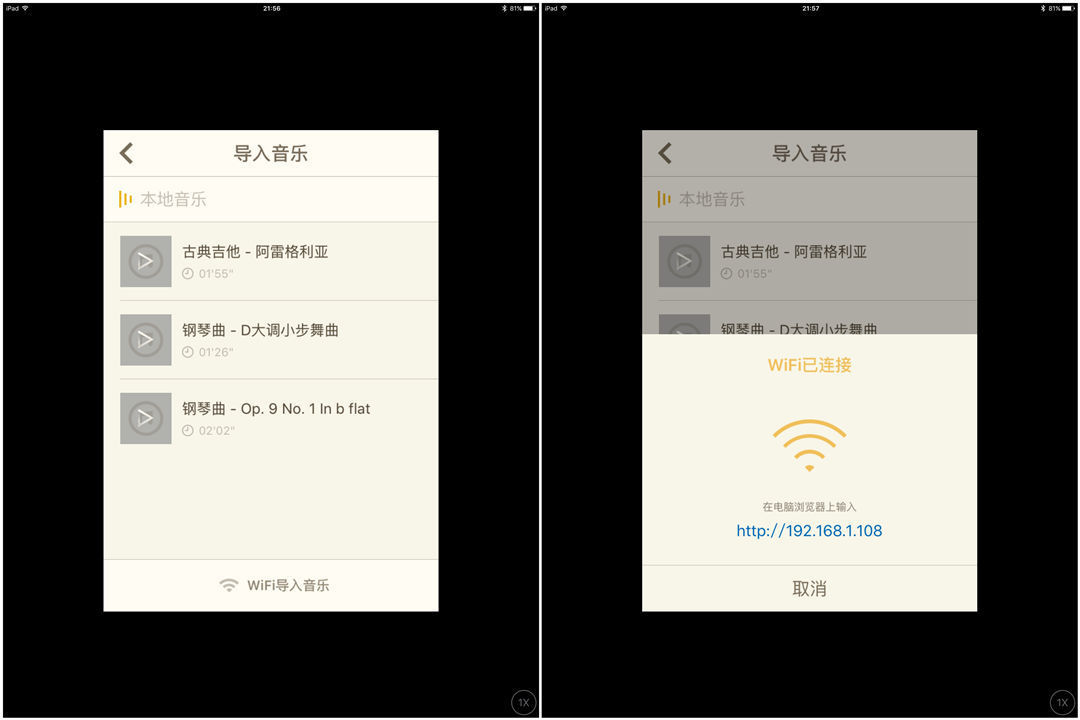 iPad 21:56 81%
导入音乐
本地音乐
古典吉他 - 阿雷格利亚
01'55"
钢琴曲 - D大调小步舞曲
01'26"
钢琴曲 - Op. 9 No. 1 In b flat
02'02"
WiFi导入音乐
1X
iPad 21:57 81%
导入音乐
本地音乐
古典吉他 - 阿雷格利亚
01'55"
钢琴曲 - D大调小步舞曲
WiFi已连接
在电脑浏览器上输入
http://192.168.1.108
取消
1X